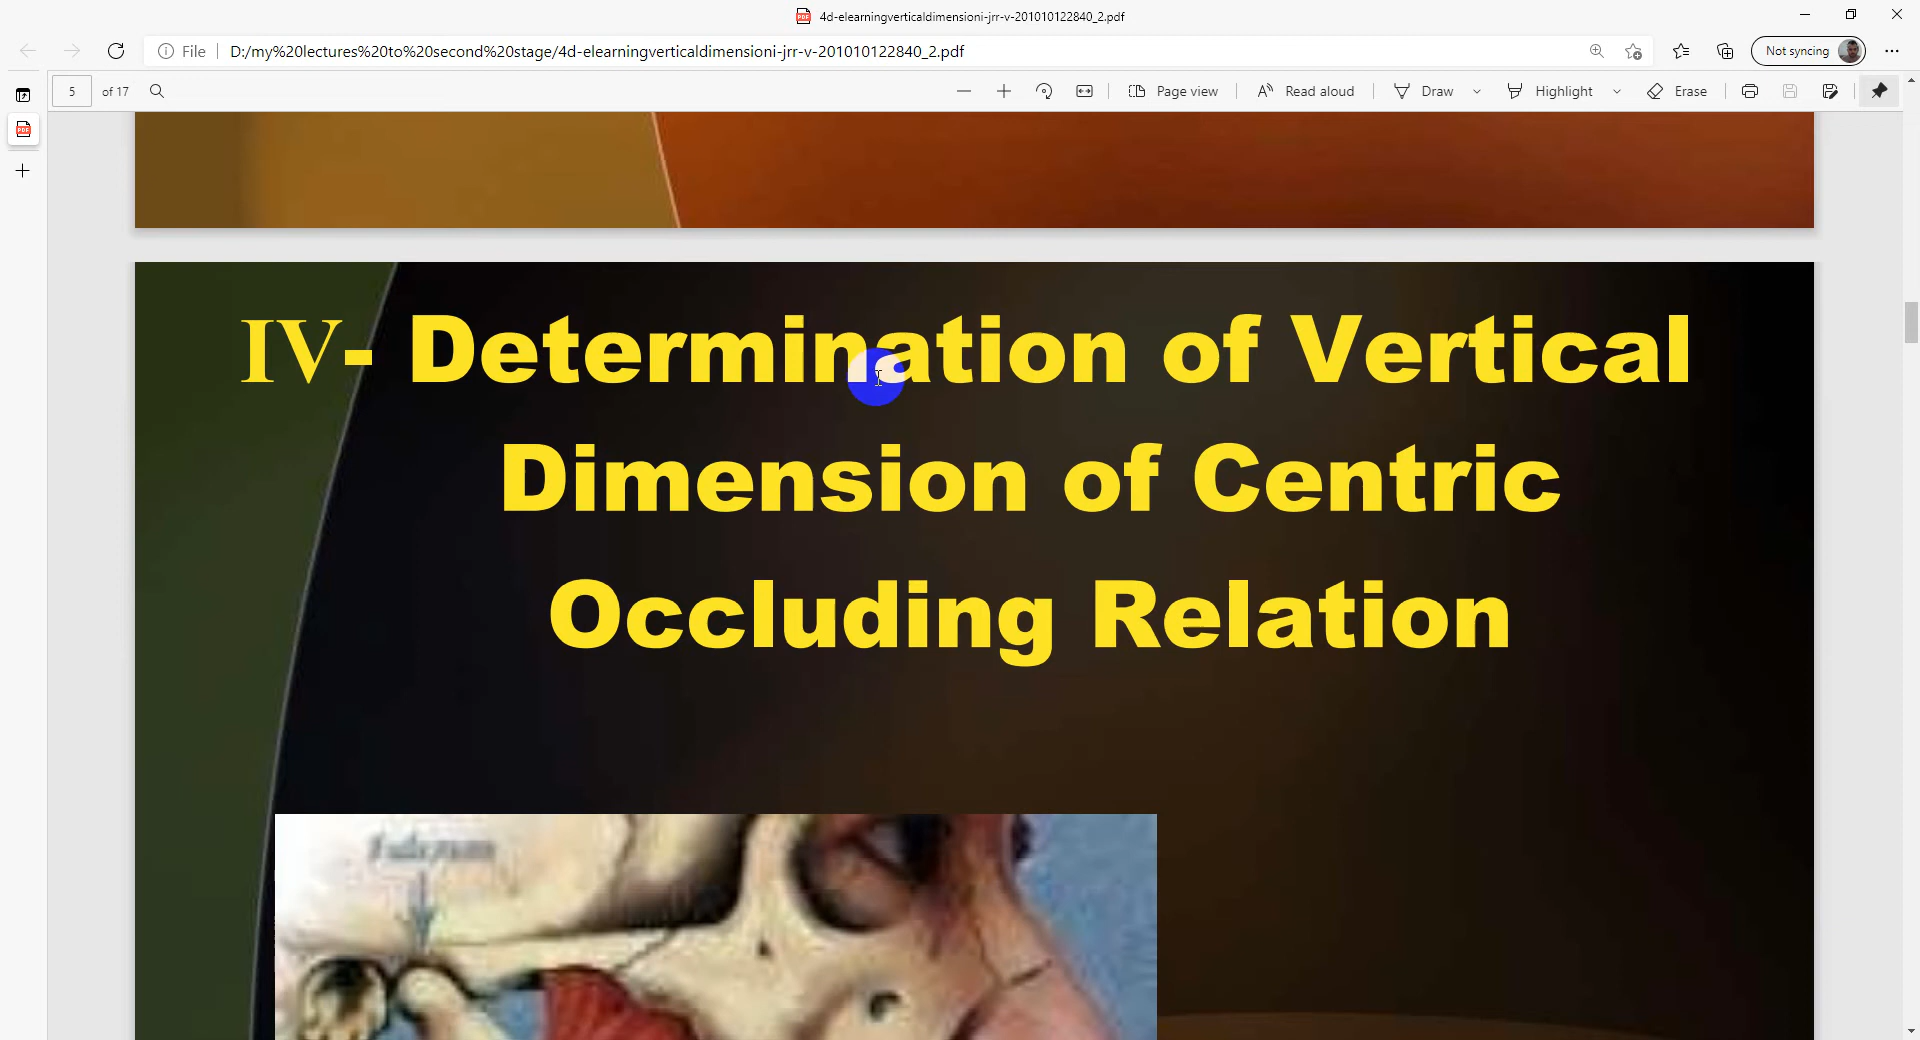 4d-elearningverticaldimensioni-jrr-v-201010122840_2.pdf
File D:/my%20lectures%20to%20second%20stage/4d-elearningverticaldimensioni-jrr-v-201010122840_2.pdf Not syncing
5 of 17 Page view Read aloud Draw Highlight Erase
IV- Determination of Vertical
Dimension of Centric
Occluding Relation
Fulcrum